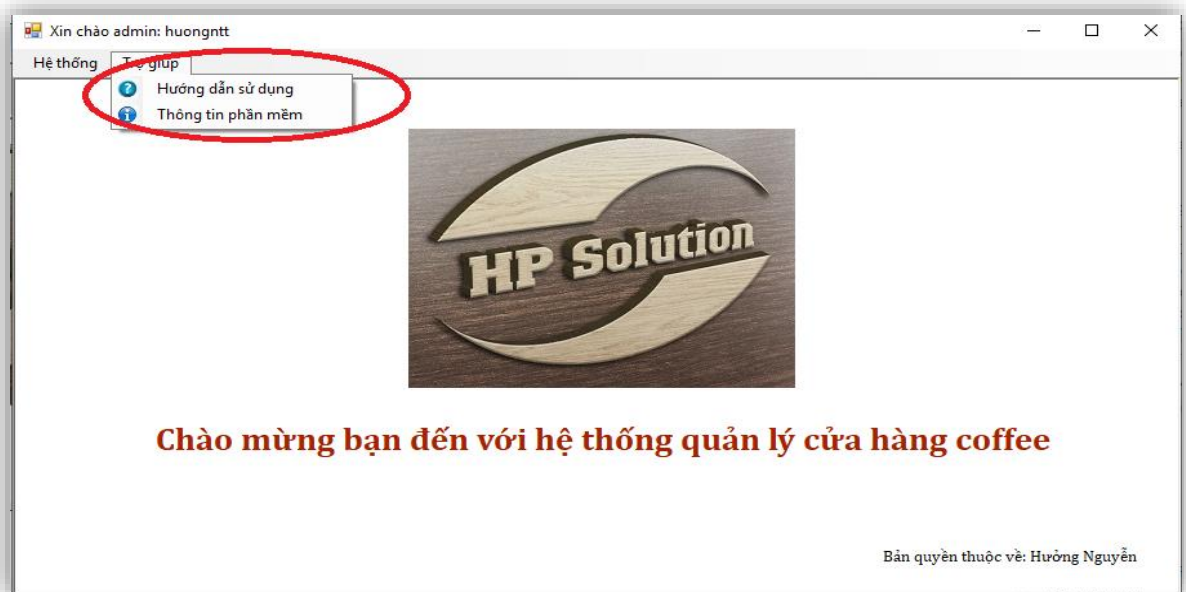 Xin chào admin: huongntt
Hệ thống Trợ giúp
Hướng dẫn sử dụng
Thông tin phần mềm
HP Solution
Chào mừng bạn đến với hệ thống quản lý cửa hàng coffee
Bản quyền thuộc về: Hưởng Nguyễn